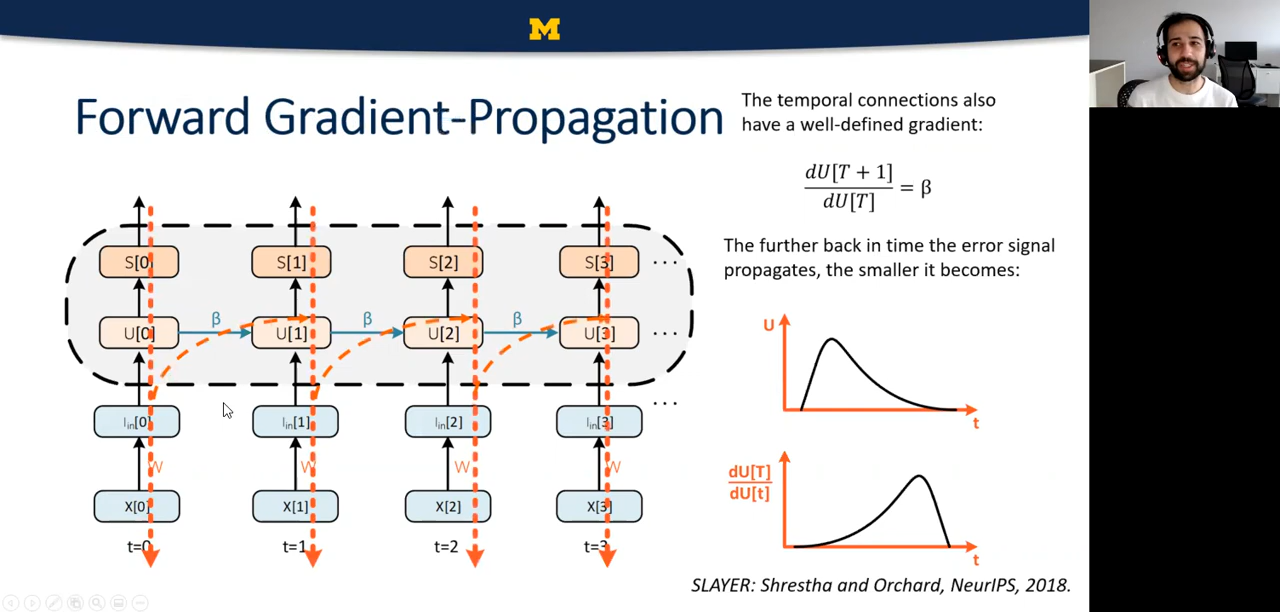 M
Forward Gradient-Propagation
The temporal connections also
have a well-defined gradient:
dU[T + 1]
dU[T]
= β
The further back in time the error signal
propagates, the smaller it becomes:
S[0] S[1] S[2] S[3] ...
β β β
U[0] U[1] U[2] U[3] ...
...
Iin[0] Iin[1] Iin[2] Iin[3]
W W W W
X[0] X[1] X[2] X[3]
t=0 t=1 t=2 t=3
U
t
dU[T]
dU[t]
t
SLAYER: Shrestha and Orchard, NeurIPS, 2018.